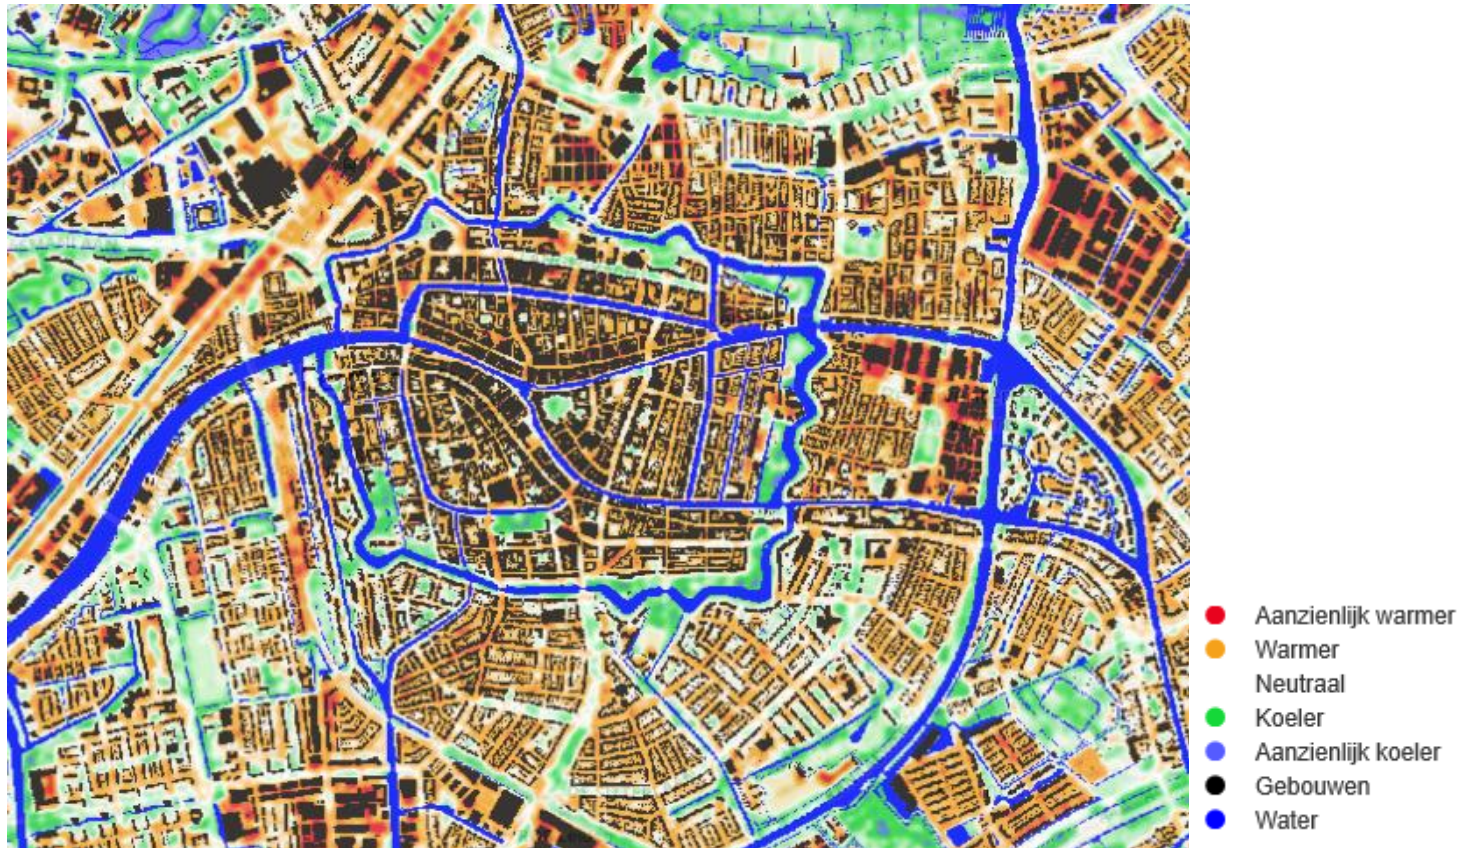 Aanzienlijk warmer
Warmer
Neutraal
Koeler
Aanzienlijk koeler
Gebouwen
Water